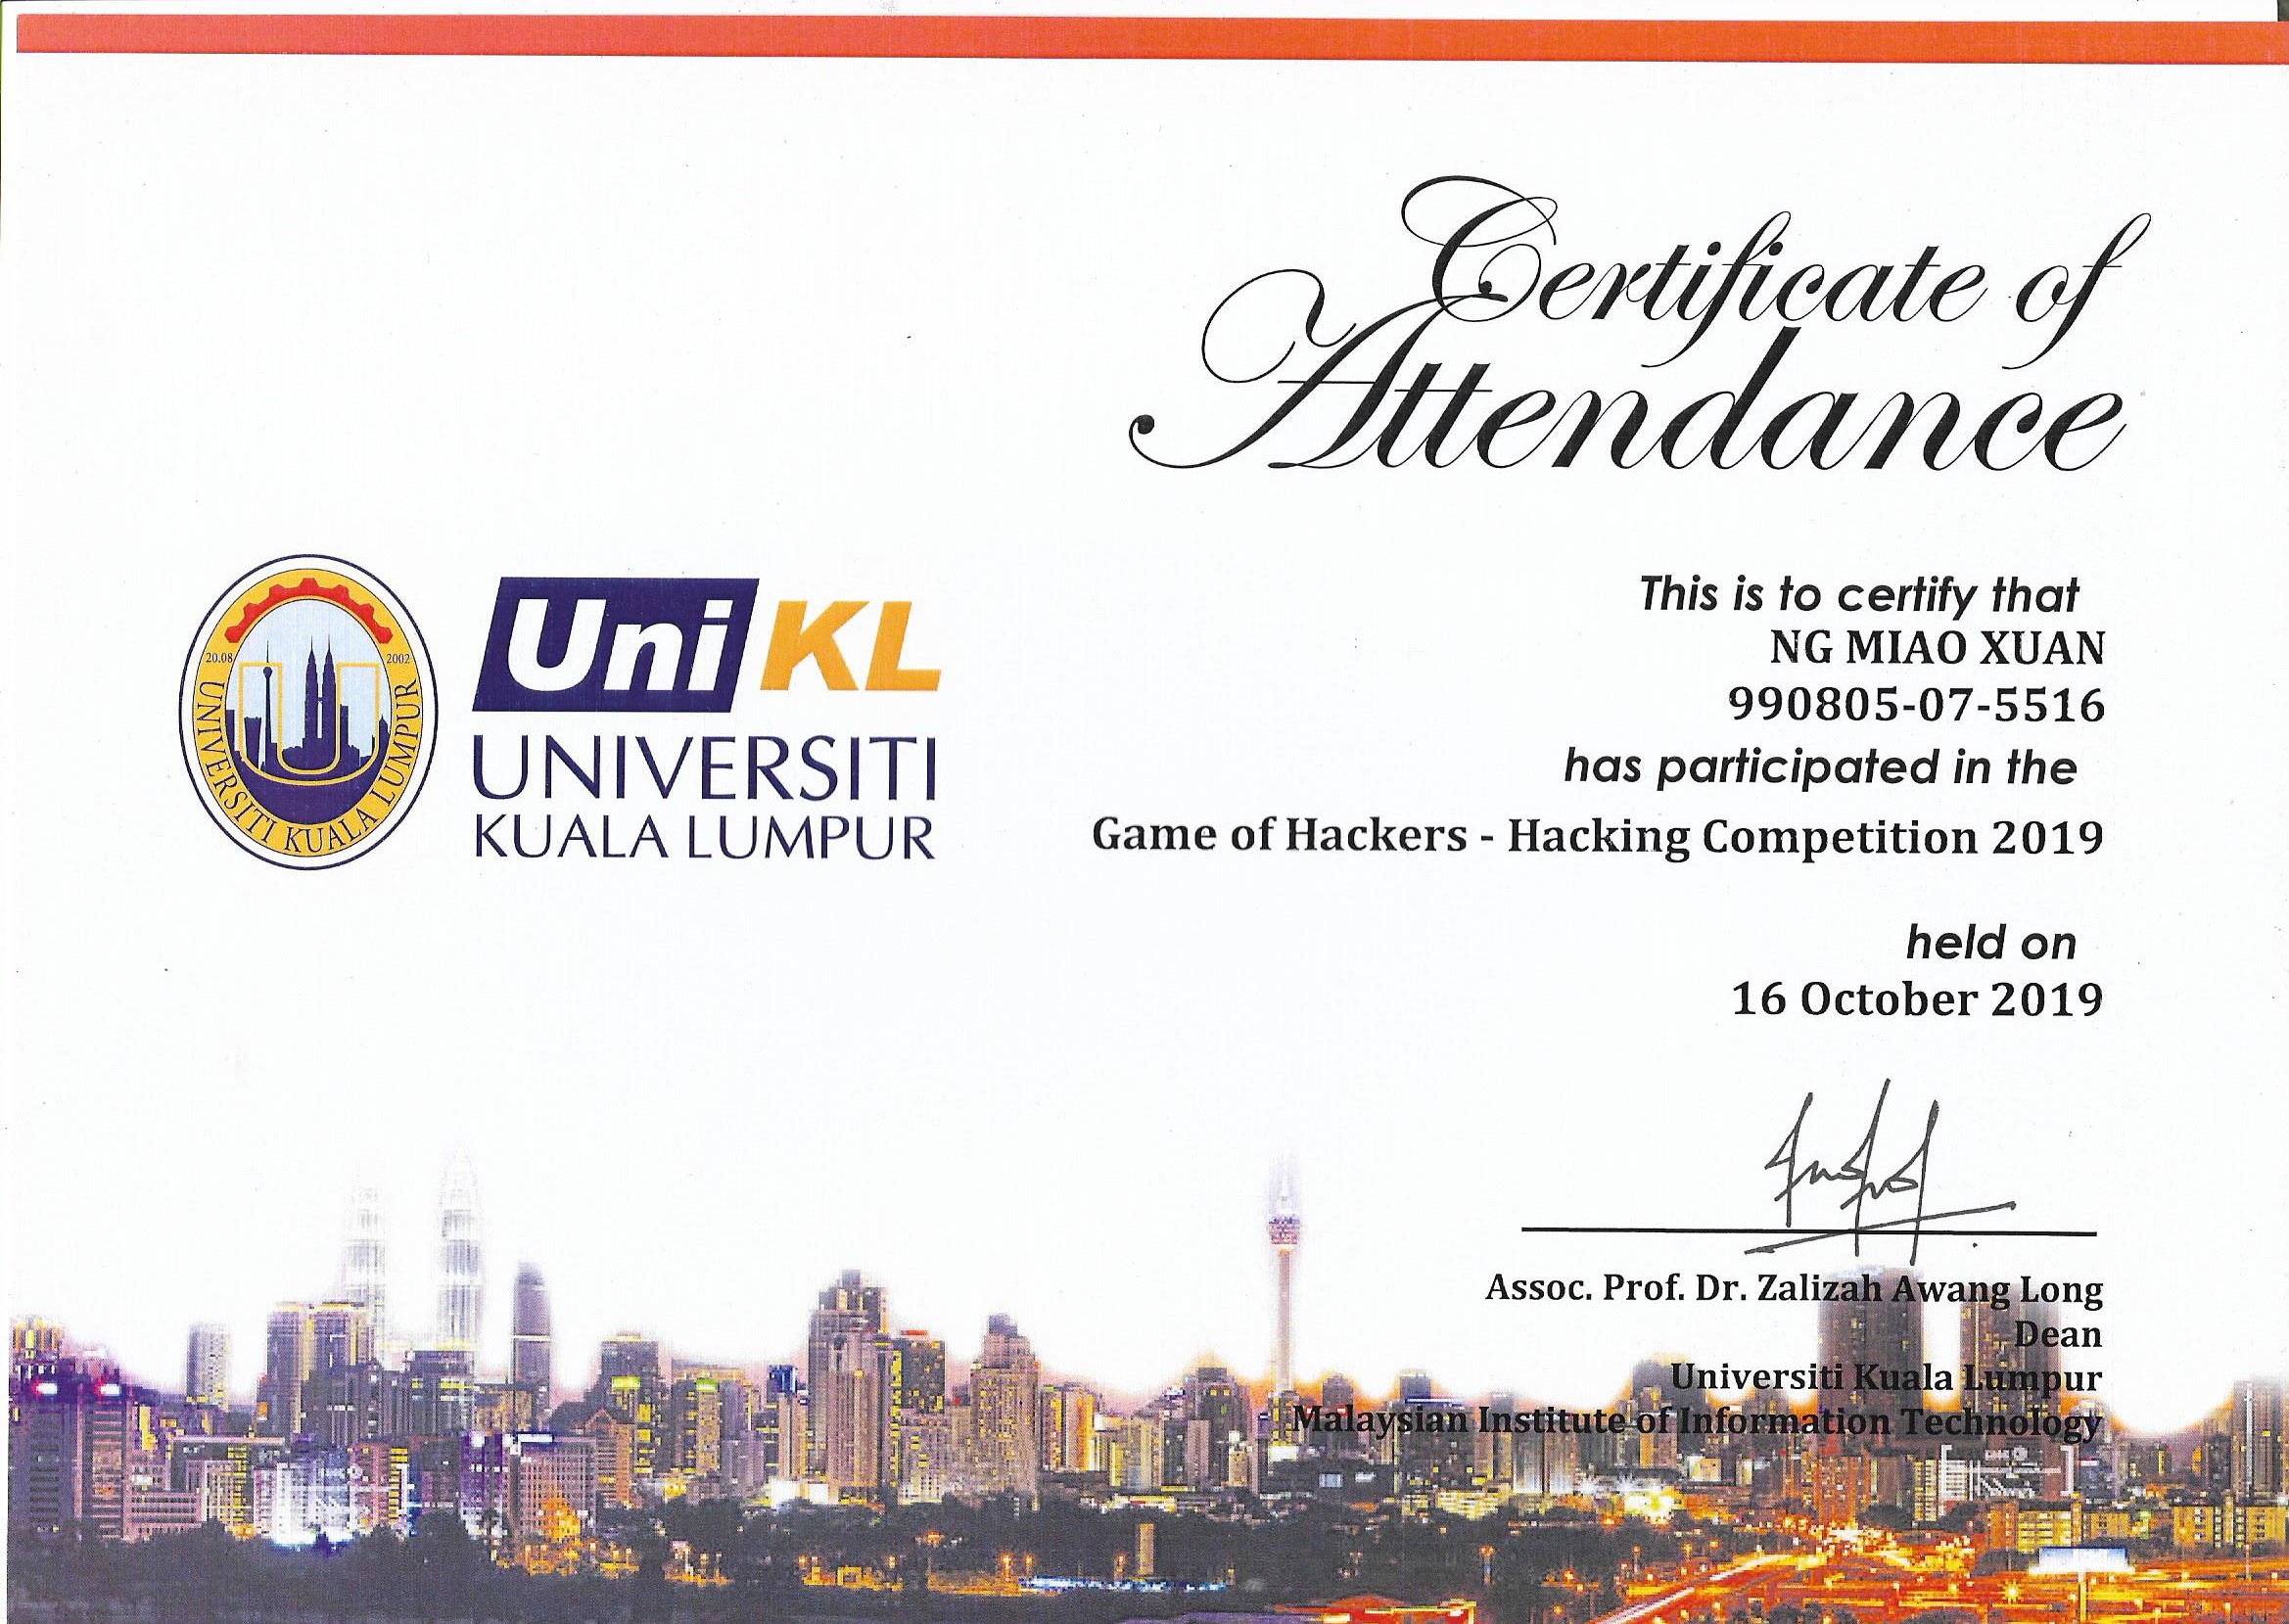 Certificate of
Attendance
20.08
2002
UNIVERSITI KUALA LUMPUR
Uni KL
UNIVERSITI
KUALA LUMPUR
This is to certify that
NG MIAO XUAN
990805-07-5516
has participated in the
Game of Hackers - Hacking Competition 2019
held on
16 October 2019
Assoc. Prof. Dr. Zalizah Awang Long
Dean
Universiti Kuala Lumpur
Malaysian Institute of Information Technology